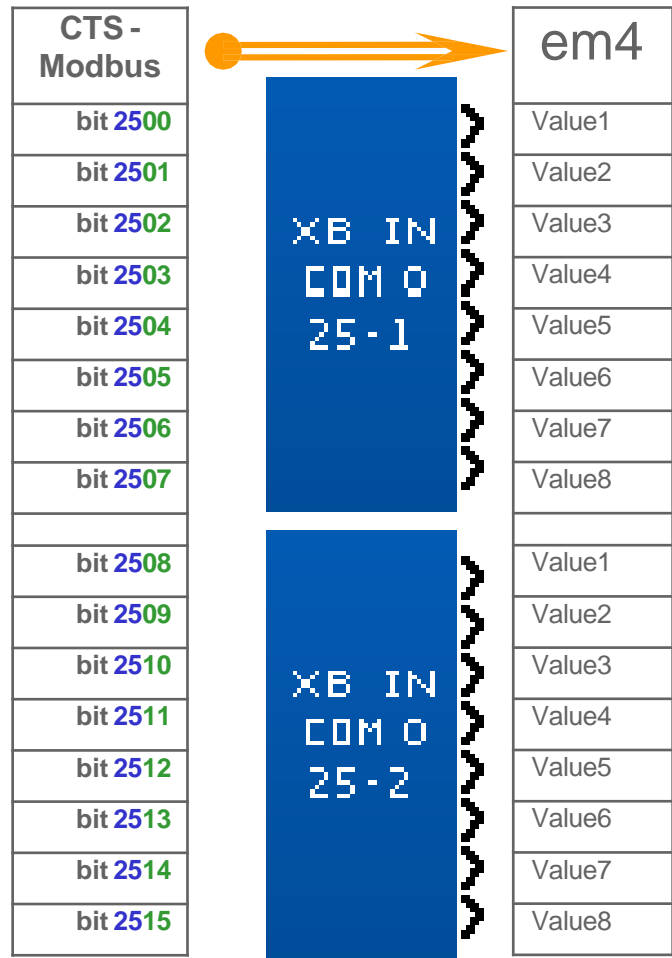 CTS -
Modbus
em4
bit 2500
Value1
bit 2501
Value2
bit 2502
Value3
bit 2503
Value4
bit 2504
Value5
bit 2505
Value6
bit 2506
Value7
bit 2507
Value8
XB IN
COM O
25-1
bit 2508
Value1
bit 2509
Value2
bit 2510
Value3
bit 2511
Value4
bit 2512
Value5
bit 2513
Value6
bit 2514
Value7
bit 2515
Value8
XB IN
COM O
25-2